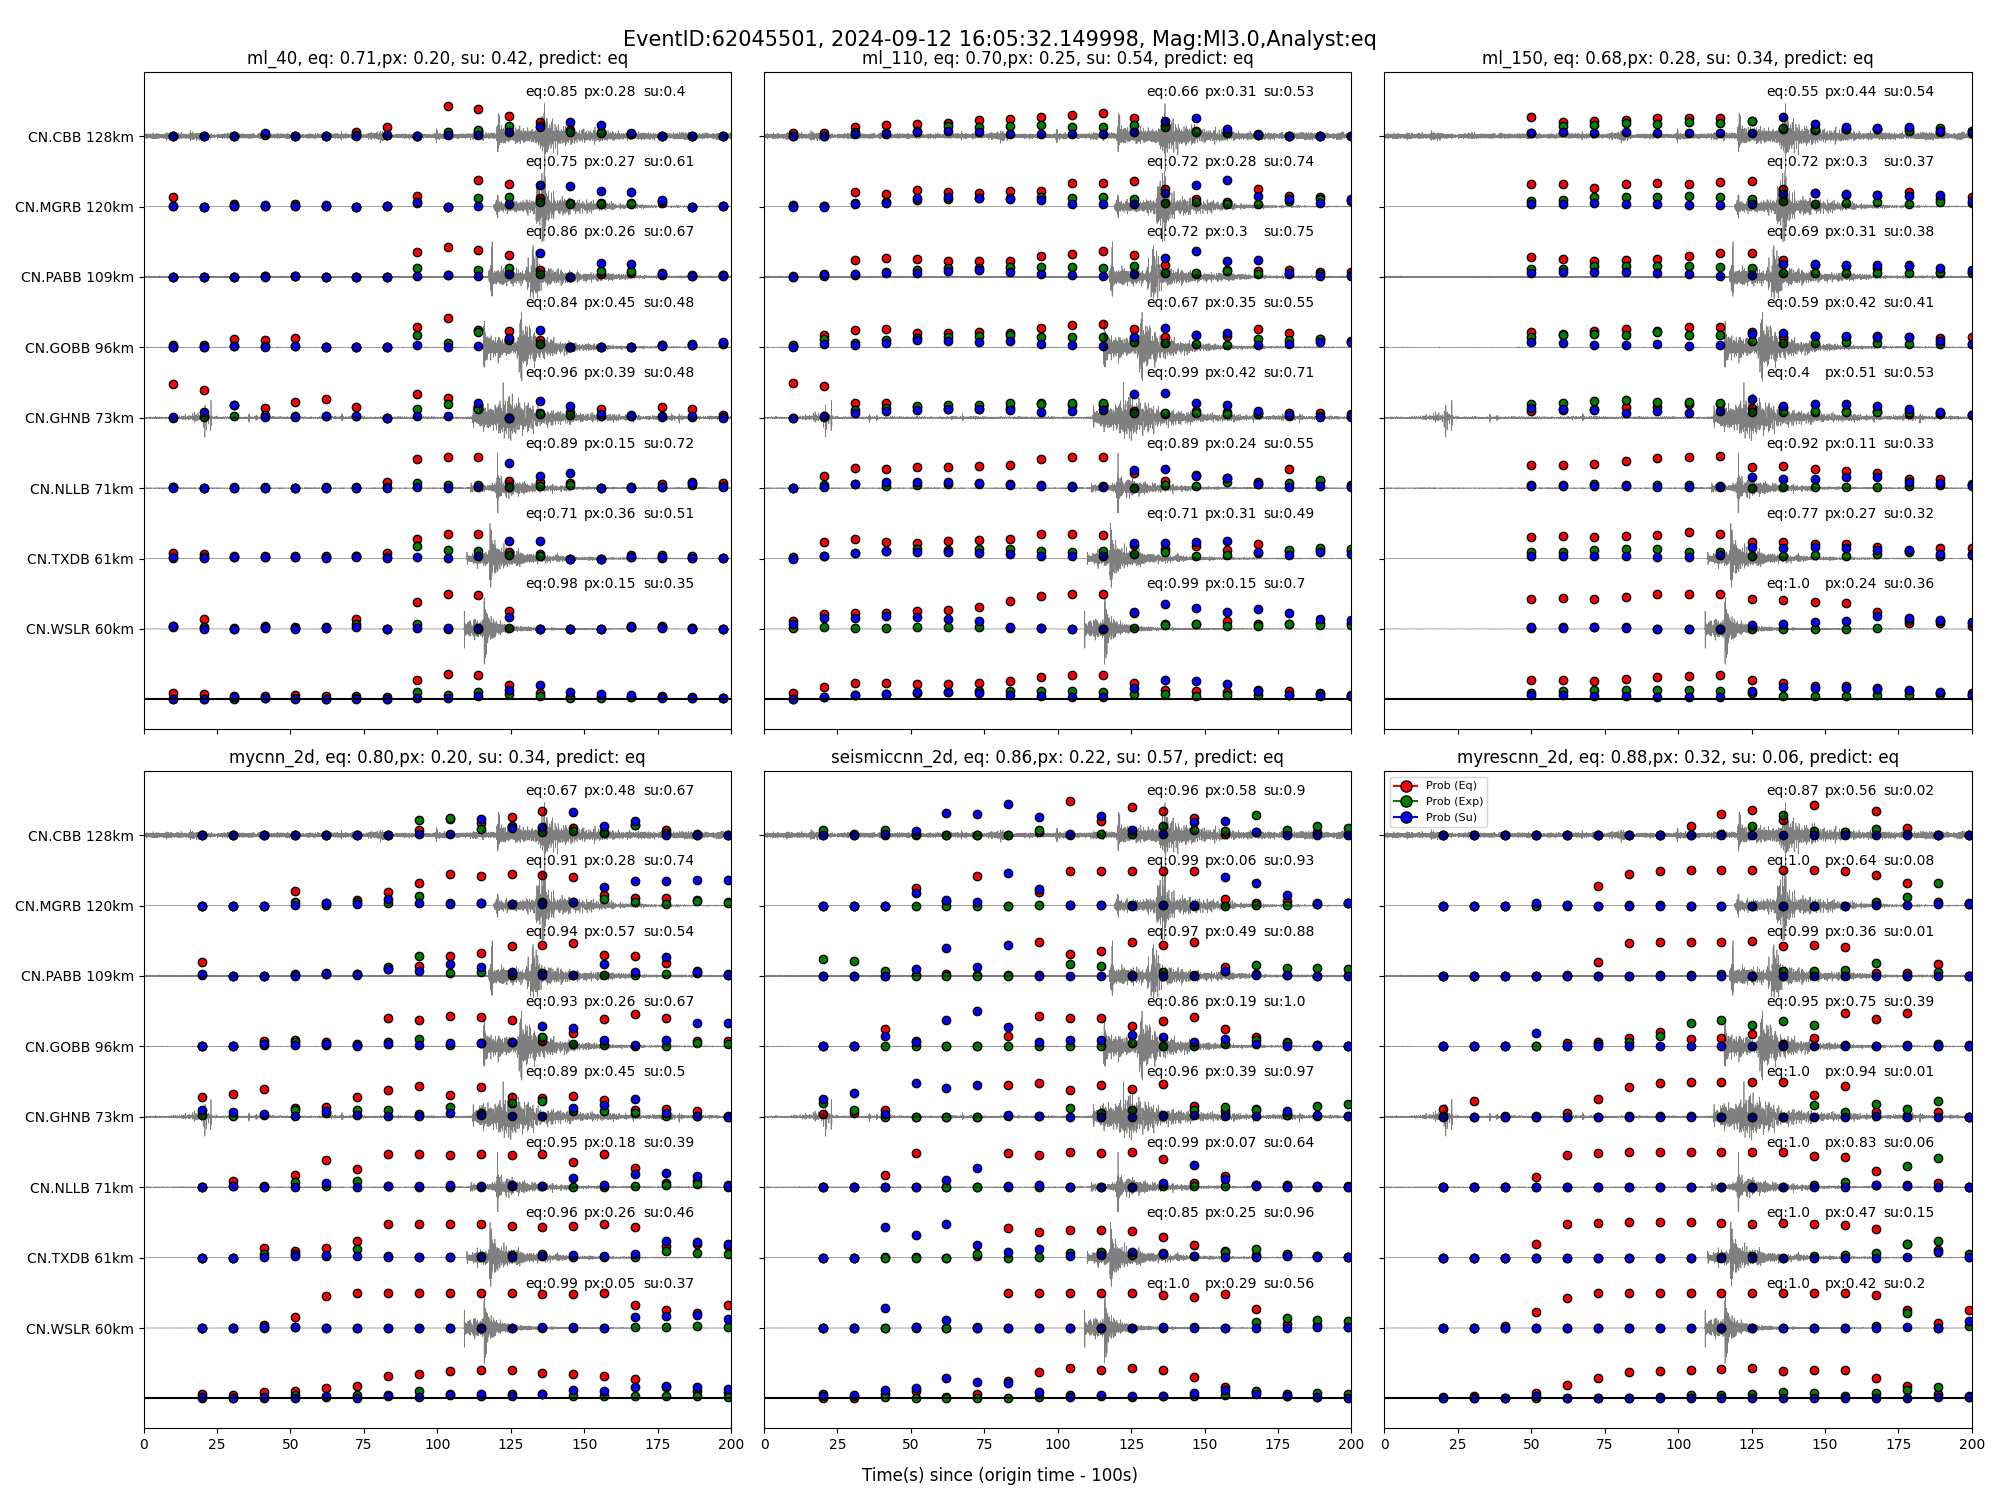 EventID:62045501, 2024-09-12 16:05:32.149998, Mag:Ml3.0,Analyst:eq
ml_40, eq: 0.71,px: 0.20, su: 0.42, predict: eq
CN.CBB 128km
eq:0.85 px:0.28 su:0.4
CN.MGRB 120km
eq:0.75 px:0.27 su:0.61
CN.PABB 109km
eq:0.86 px:0.26 su:0.67
CN.GOBB 96km
eq:0.84 px:0.45 su:0.48
CN.GHNB 73km
eq:0.96 px:0.39 su:0.48
CN.NLLB 71km
eq:0.89 px:0.15 su:0.72
CN.TXDB 61km
eq:0.71 px:0.36 su:0.51
CN.WSLR 60km
eq:0.98 px:0.15 su:0.35
ml_110, eq: 0.70,px: 0.25, su: 0.54, predict: eq
eq:0.66 px:0.31 su:0.53
eq:0.72 px:0.28 su:0.74
eq:0.72 px:0.3 su:0.75
eq:0.67 px:0.35 su:0.55
eq:0.99 px:0.42 su:0.71
eq:0.89 px:0.24 su:0.55
eq:0.71 px:0.31 su:0.49
eq:0.99 px:0.15 su:0.7
ml_150, eq: 0.68,px: 0.28, su: 0.34, predict: eq
eq:0.55 px:0.44 su:0.54
eq:0.72 px:0.3 su:0.37
eq:0.69 px:0.31 su:0.38
eq:0.59 px:0.42 su:0.41
eq:0.4 px:0.51 su:0.53
eq:0.92 px:0.11 su:0.33
eq:0.77 px:0.27 su:0.32
eq:1.0 px:0.24 su:0.36
mycnn_2d, eq: 0.80,px: 0.20, su: 0.34, predict: eq
CN.CBB 128km
eq:0.67 px:0.48 su:0.67
CN.MGRB 120km
eq:0.91 px:0.28 su:0.74
CN.PABB 109km
eq:0.94 px:0.57 su:0.54
CN.GOBB 96km
eq:0.93 px:0.26 su:0.67
CN.GHNB 73km
eq:0.89 px:0.45 su:0.5
CN.NLLB 71km
eq:0.95 px:0.18 su:0.39
CN.TXDB 61km
eq:0.96 px:0.26 su:0.46
CN.WSLR 60km
eq:0.99 px:0.05 su:0.37
0 25 50 75 100 125 150 175 200
seismiccnn_2d, eq: 0.86,px: 0.22, su: 0.57, predict: eq
eq:0.96 px:0.58 su:0.9
eq:0.99 px:0.06 su:0.93
eq:0.97 px:0.49 su:0.88
eq:0.86 px:0.19 su:1.0
eq:0.96 px:0.39 su:0.97
eq:0.99 px:0.07 su:0.64
eq:0.85 px:0.25 su:0.96
eq:1.0 px:0.29 su:0.56
0 25 50 75 100 125 150 175 200
myrescnn_2d, eq: 0.88,px: 0.32, su: 0.06, predict: eq
Prob (Eq)
Prob (Exp)
Prob (Su)
eq:0.87 px:0.56 su:0.02
eq:1.0 px:0.64 su:0.08
eq:0.99 px:0.36 su:0.01
eq:0.95 px:0.75 su:0.39
eq:1.0 px:0.94 su:0.01
eq:1.0 px:0.83 su:0.06
eq:1.0 px:0.47 su:0.15
eq:1.0 px:0.42 su:0.2
0 25 50 75 100 125 150 175 200
Time(s) since (origin time - 100s)